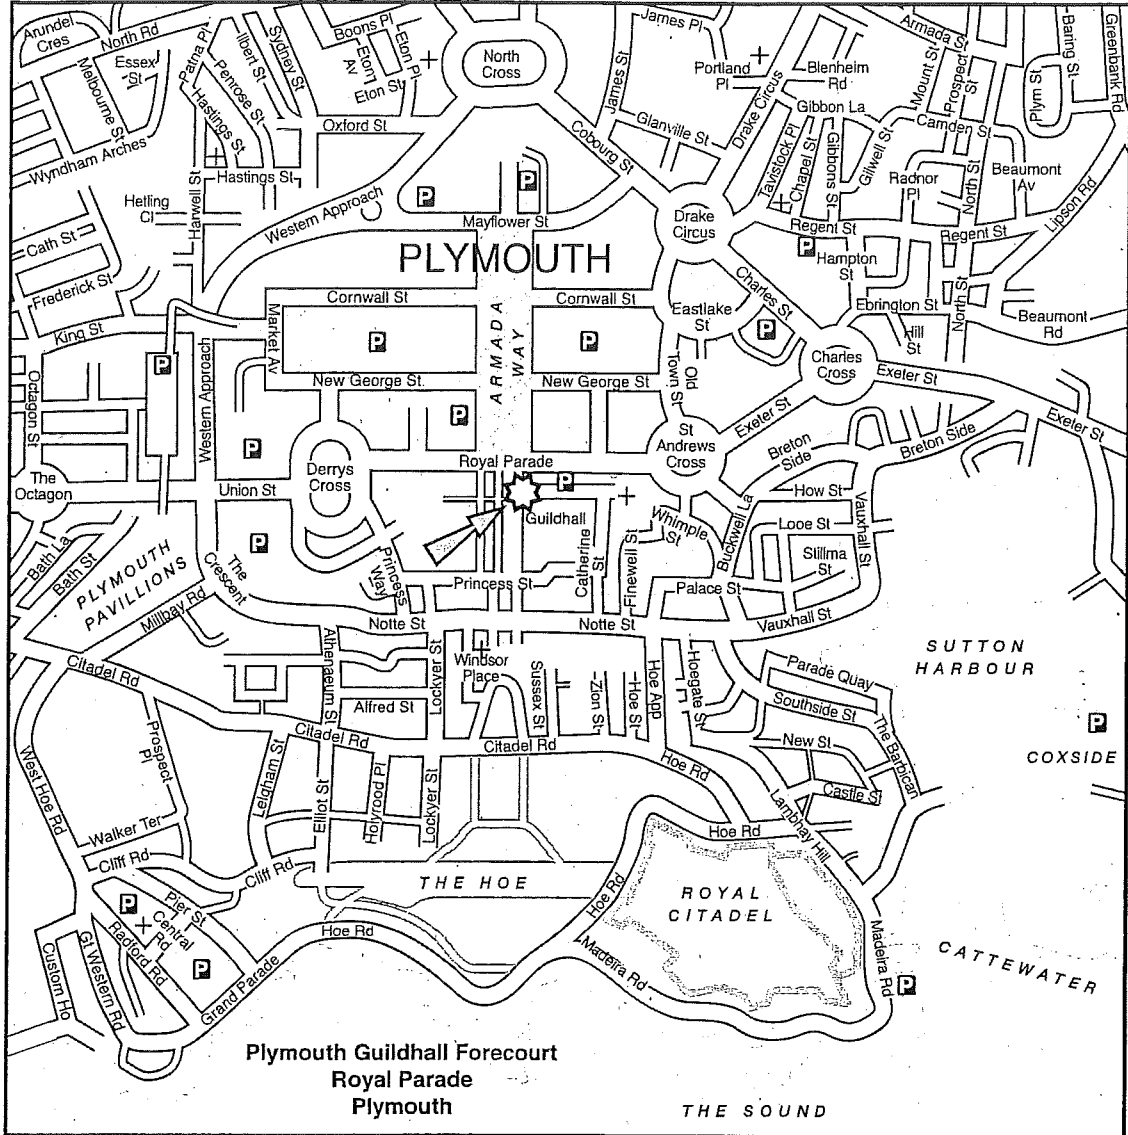 Arundel
Cres
North Rd
Essex
St
Patna Pl
Ilbert St
Sydney St
Boons Pl
Eton
Av
Eton Pl
Eton St
North
Cross
James Pl
James St
Portland
Pl
Blenheim
Rd
Armada St
Mount St
Prospect
St
Plym St
Baring St
Greenbank Rd
Melbourne St
Penrose St
Hastings St
Oxford St
Cobourg St
Glanville St
Drake Circus
Gibbon La
Camden St
Wyndham Arches
Hastings St
Tavistock Pl
Chapel St
Gibbons St
Gilwell St
Radnor
Pl
North St
Beaumont
Av
Lipson Rd
Hetling
Cl
Harwell St
Western Approach
P
P
Mayflower St
Drake
Circus
Regent St
Regent St
Cath St
P
Hampton
St
PLYMOUTH
Frederick St
Cornwall St
Cornwall St
Charles St
Eastlake
St
Ebrington St
Hill
St
North St
Beaumont
Rd
King St
Market Av
ARMADA
WAY
P
P
P
P
Charles
Cross
Exeter St
Octagon St
Western Approach
New George St.
New George St
Old
Town St
P
P
Exeter St
Exeter St
St
Andrews
Cross
Breton
Side
Breton Side
Derrys
Cross
Royal Parade
P
The
Octagon
Union St
Guildhall
How St
Buckwell La
Vauxhall St
Looe St
Whimple
St
P
Bath La
Bath St
PLYMOUTH
PAVILLIONS
The
Crescent
Princess
Way
Catherine
St
Finewell St
Stillma
St
Princess St
Palace St
Millbay Rd
Notte St
Notte St
Vauxhall St
SUTTON
HARBOUR
Citadel Rd
Athenaeum St
Lockyer St
Windsor
Place
Sussex St
Zion St
Hoe St
Hoe App
Hoegate St
Parade Quay
Southside St
The Barbican
Alfred St
Prospect
Pl
Citadel Rd
Citadel Rd
New St
P
COXSIDE
West Hoe Rd
Leigham St
Elliot St
Holyrood Pl
Lockyer St
Hoe Rd
Castle St
Lambhay Hill
Walker Ter
Hoe Rd
Cliff Rd
Cliff Rd
THE HOE
ROYAL
CITADEL
Hoe Rd
P
Pier St
Central
Rd
Radford Rd
Hoe Rd
Madeira Rd
CATTEWATER
Custom Ho
Gt Western Rd
P
Grand Parade
Madeira Rd
P
Plymouth Guildhall Forecourt
Royal Parade
Plymouth
THE SOUND